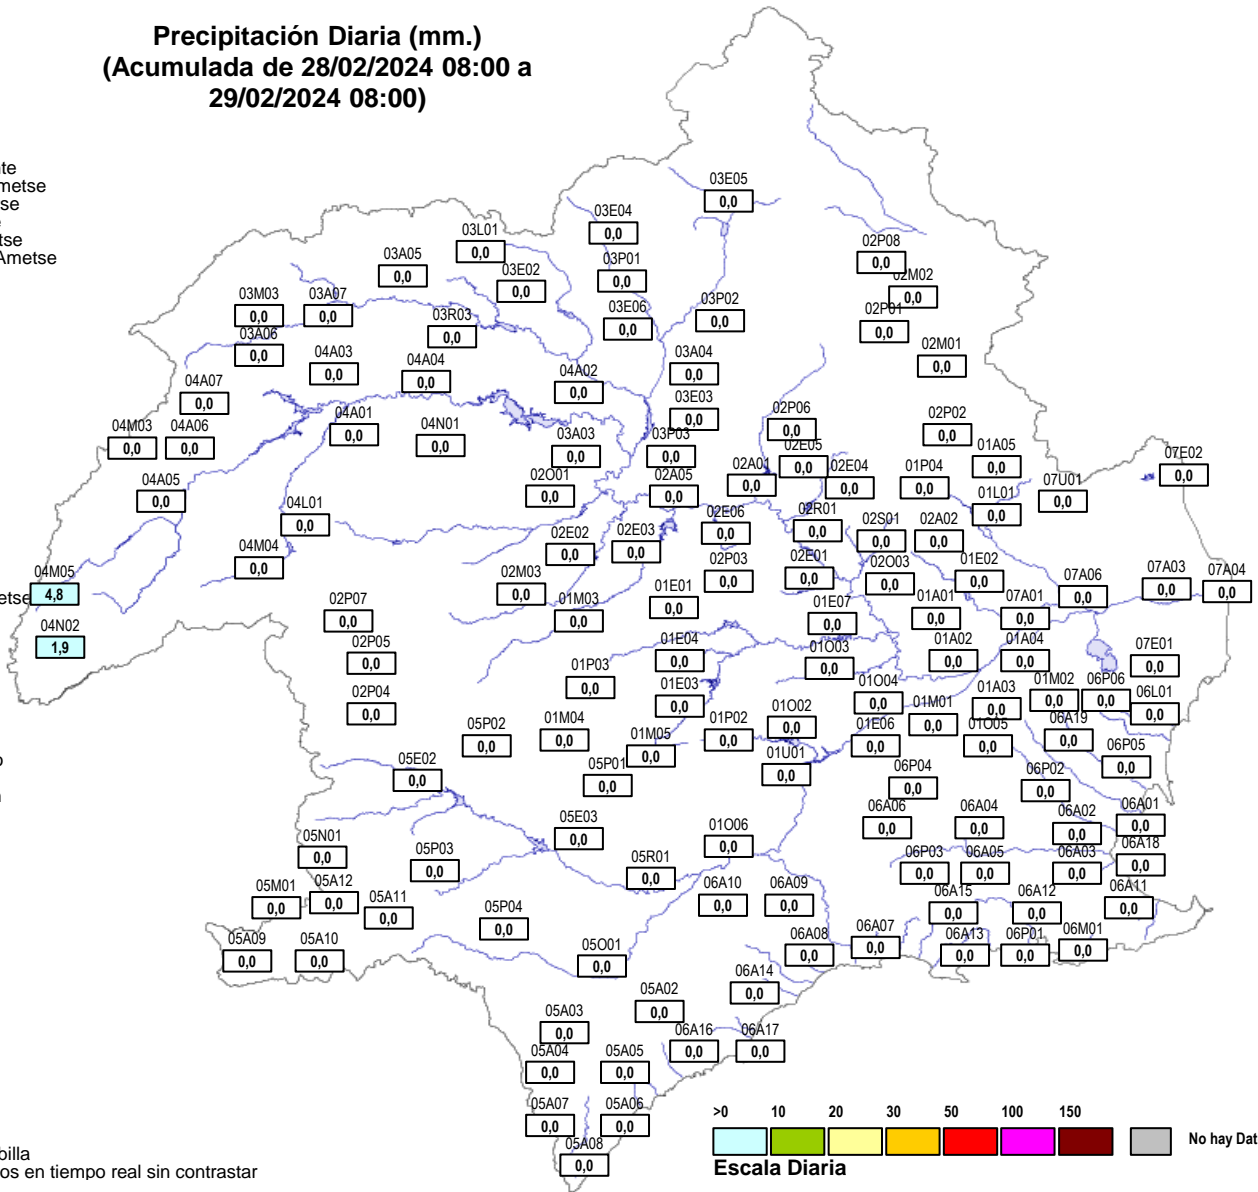 Precipitación Diaria (mm.)
(Acumulada de 28/02/2024 08:00 a
29/02/2024 08:00)
03E05
0,0
03E04
0,0
03L01
0,0
03A05
0,0
03P01
0,0
03E02
0,0
02P08
0,0
02M02
0,0
03M03
0,0
03A07
0,0
03R03
0,0
03E06
0,0
03P02
0,0
02P01
0,0
03A06
0,0
04A03
0,0
04A04
0,0
04A02
0,0
03A04
0,0
02M01
0,0
04A07
0,0
04A01
0,0
04N01
0,0
03E03
0,0
02P06
0,0
02P02
0,0
04M03
0,0
04A06
0,0
03A03
0,0
03P03
0,0
02E05
0,0
01A05
0,0
07E02
0,0
04A05
0,0
02O01
0,0
02A05
0,0
02A01
0,0
02E04
0,0
01P04
0,0
07U01
0,0
01L01
0,0
04L01
0,0
02E02
0,0
02E03
0,0
02E06
0,0
02R01
0,0
02S01
0,0
02A02
0,0
04M04
0,0
04M05
4,8
etse
02M03
0,0
01M03
0,0
01E01
0,0
02P03
0,0
02E01
0,0
02O03
0,0
01E02
0,0
07A06
0,0
07A03
0,0
07A04
0,0
04N02
1,9
02P07
0,0
01E07
0,0
01A01
0,0
07A01
0,0
02P05
0,0
01E04
0,0
01O03
0,0
01A02
0,0
01A04
0,0
07E01
0,0
02P04
0,0
01P03
0,0
01E03
0,0
01O04
0,0
01A03
0,0
01M02
0,0
06P06
0,0
06L01
0,0
05P02
0,0
01M04
0,0
01M05
0,0
01P02
0,0
01O02
0,0
01E06
0,0
01M01
0,0
01O05
0,0
06A19
0,0
06P05
0,0
05E02
0,0
05P01
0,0
01U01
0,0
06P04
0,0
06P02
0,0
05E03
0,0
01O06
0,0
06A06
0,0
06A04
0,0
06A02
0,0
06A01
0,0
05N01
0,0
05P03
0,0
05R01
0,0
06P03
0,0
06A05
0,0
06A03
0,0
06A18
0,0
05M01
0,0
05A12
0,0
05A11
0,0
05P04
0,0
06A10
0,0
06A09
0,0
06A15
0,0
06A12
0,0
06A11
0,0
05A09
0,0
05A10
0,0
05O01
0,0
06A08
0,0
06A07
0,0
06A13
0,0
06P01
0,0
06M01
0,0
05A02
0,0
06A14
0,0
05A03
0,0
06A16
0,0
06A17
0,0
05A04
0,0
05A05
0,0
05A07
0,0
05A06
0,0
05A08
0,0
>0 10 20 30 50 100 150
No hay Dat
Escala Diaria
billa
os en tiempo real sin contrastar